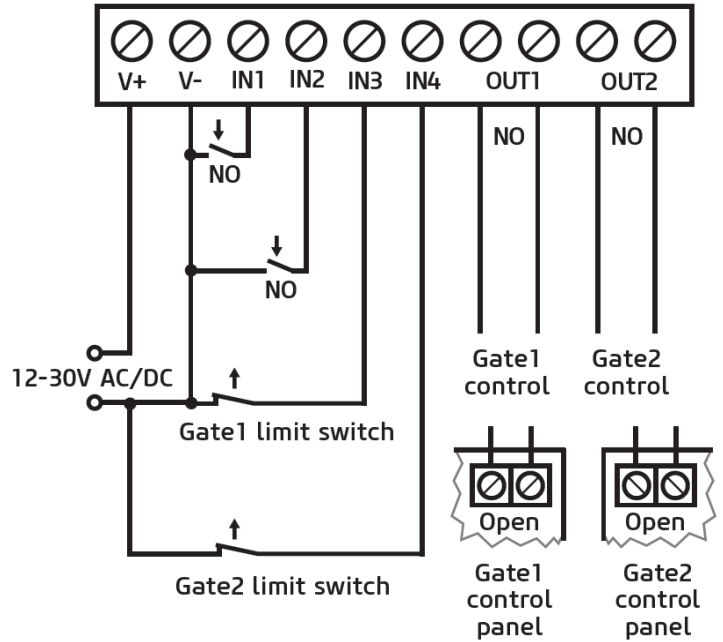 V+ V- IN1 IN2 IN3 IN4 OUT1 OUT2
NO NO
NO
NO
12-30V AC/DC
Gate1 limit switch
Gate2 limit switch
Gate1
control
Gate2
control
Open
Open
Gate1
control
panel
Gate2
control
panel